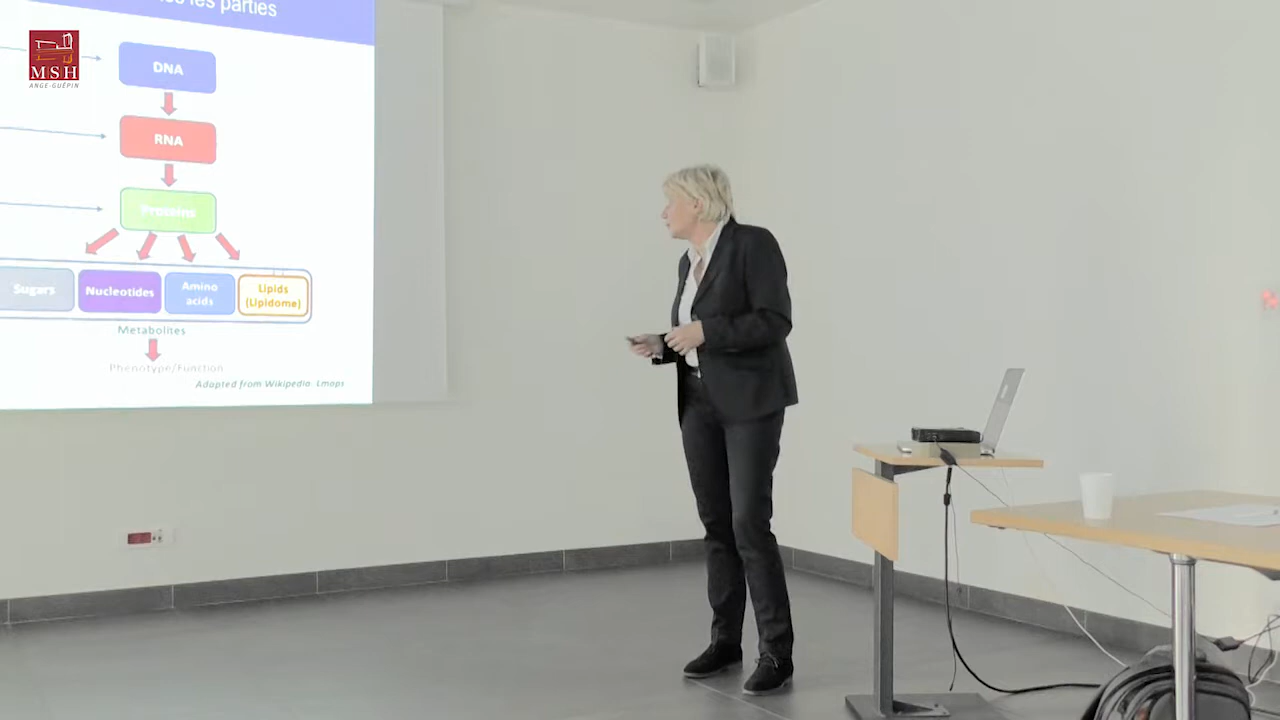 les parties
MSH
ANGE-GUÉPIN
DNA
RNA
Proteins
Sugars
Nucleotides
Amino
acids
Lipids
(Lipidome)
Metabolites
Phenotype/Function
Adapted from Wikipedia Lmaps